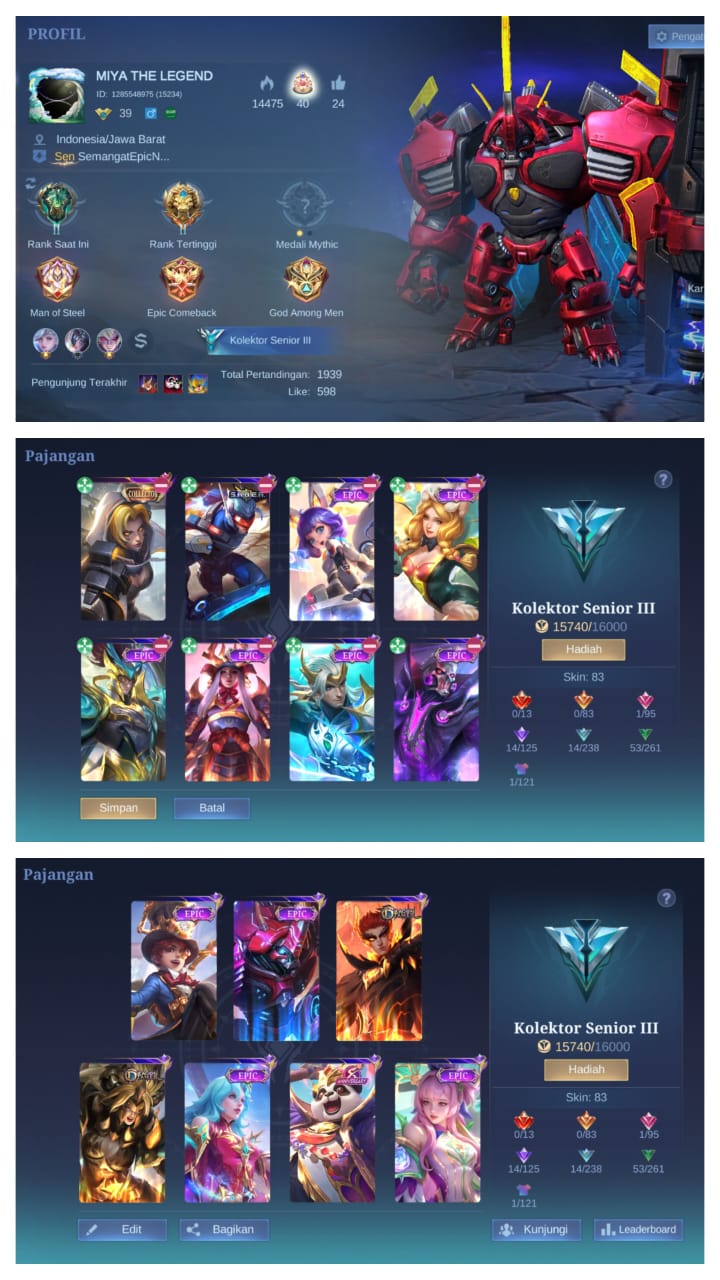 PROFIL
Pengat
MIYA THE LEGEND
ID: 1285548975 (15234)
39
14475 40 24
Indonesia/Jawa Barat
Sen SemangatEpicN...
II II
Rank Saat Ini Rank Tertinggi Medali Mythic
Man of Steel Epic Comeback God Among Men
Kar
Kolektor Senior III
Pengunjung Terakhir
Total Pertandingan: 1939
Like: 598
Pajangan
?
COLLECTOR S.A.B.E.R. EPIC EPIC
EPIC EPIC EPIC EPIC
Kolektor Senior III
15740/16000
Hadiah
Skin: 83
0/13 0/83 1/95
14/125 14/238 53/261
1/121
Simpan Batal
Pajangan
?
EPIC EPIC
EPIC ANNIVERSARY EPIC
Kolektor Senior III
15740/16000
Hadiah
Skin: 83
0/13 0/83 1/95
14/125 14/238 53/261
1/121
Edit Bagikan Kunjungi Leaderboard